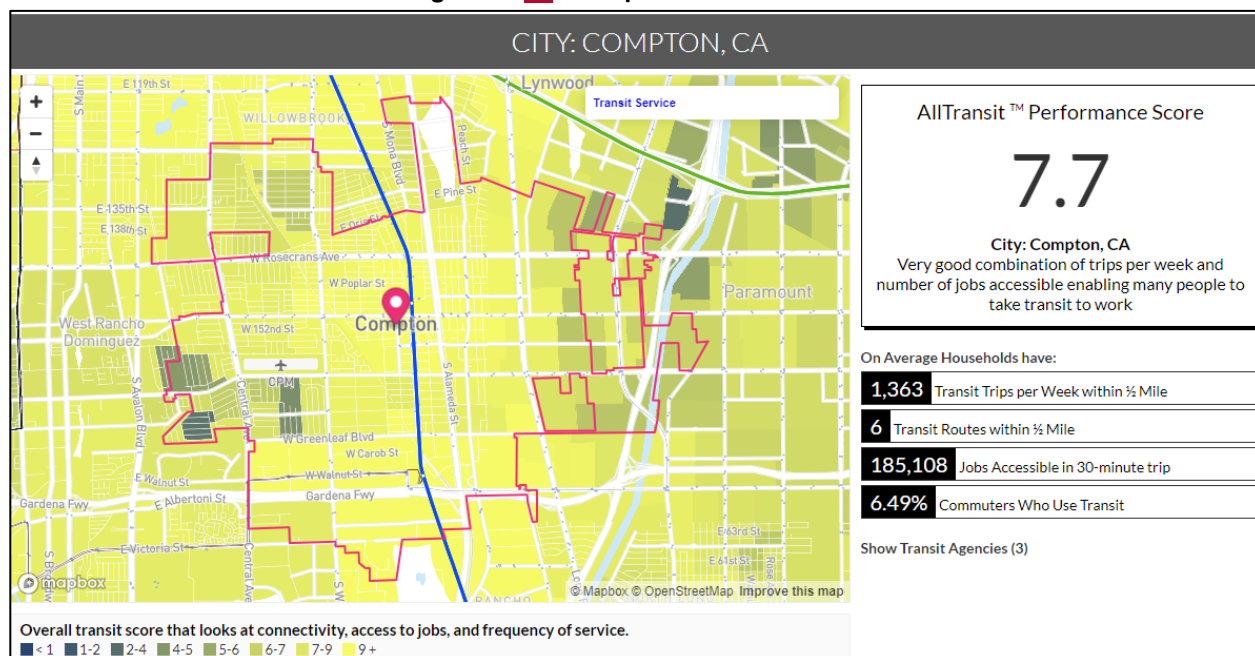 CITY: COMPTON, CA
E 119th St
S Main
WILLOWBROOK
S Mona Blvd
Peach St
Lynwood
Transit Service
E Pine St
E 135th St
E 138th St
W Rosecrans Ave
W Poplar St
Compton
W 152nd St
West Rancho
Dominguez
Paramount
CPM
S Avalon Blvd
Central Ave
S Alameda St
W Greenleaf Blvd
W Carob St
E Walnut St
W Walnut St
Gardena Fwy
E Albertoni St
Gardena Fwy
E Victoria St
Central Ave
E 63rd St
E 61st St
RANCHO
mapbox
© Mapbox © OpenStreetMap Improve this map
AllTransit ™ Performance Score
7.7
City: Compton, CA
Very good combination of trips per week and
number of jobs accessible enabling many people to
take transit to work
On Average Households have:
1,363 Transit Trips per Week within ½ Mile
6 Transit Routes within ½ Mile
185,108 Jobs Accessible in 30-minute trip
6.49% Commuters Who Use Transit
Show Transit Agencies (3)
Overall transit score that looks at connectivity, access to jobs, and frequency of service.
< 1 1-2 2-4 4-5 5-6 6-7 7-9 9 +